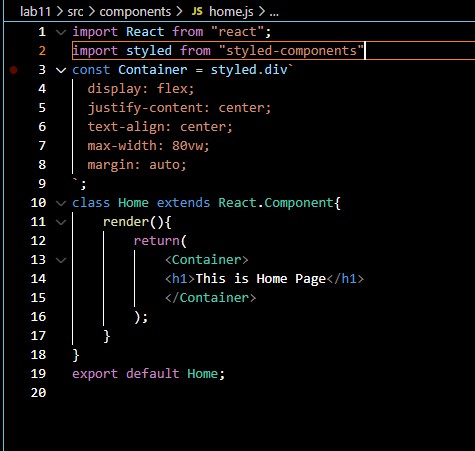 lab11 > src > components > JS home.js > ...
1 import React from "react";
2 import styled from "styled-components"
3 const Container = styled.div`
4 display: flex;
5 justify-content: center;
6 text-align: center;
7 max-width: 80vw;
8 margin: auto;
9 `;
10 class Home extends React.Component{
11 render(){
12 return(
13 <Container>
14 <h1>This is Home Page</h1>
15 </Container>
16 );
17 }
18 }
19 export default Home;
20